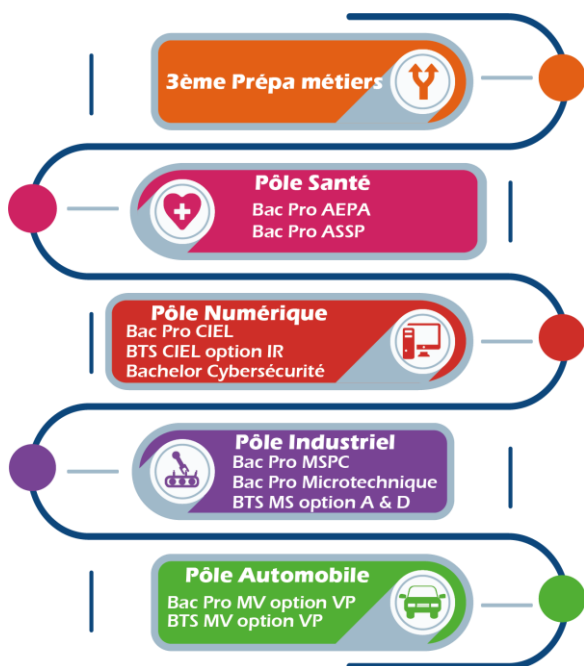 3ème Prépa métiers
Pôle Santé
Bac Pro AEPA
Bac Pro ASSP
Pôle Numérique
Bac Pro CIEL
BTS CIEL option IR
Bachelor Cybersécurité
Pôle Industriel
Bac Pro MSPC
Bac Pro Microtechnique
BTS MS option A & D
Pôle Automobile
Bac Pro MV option VP
BTS MV option VP